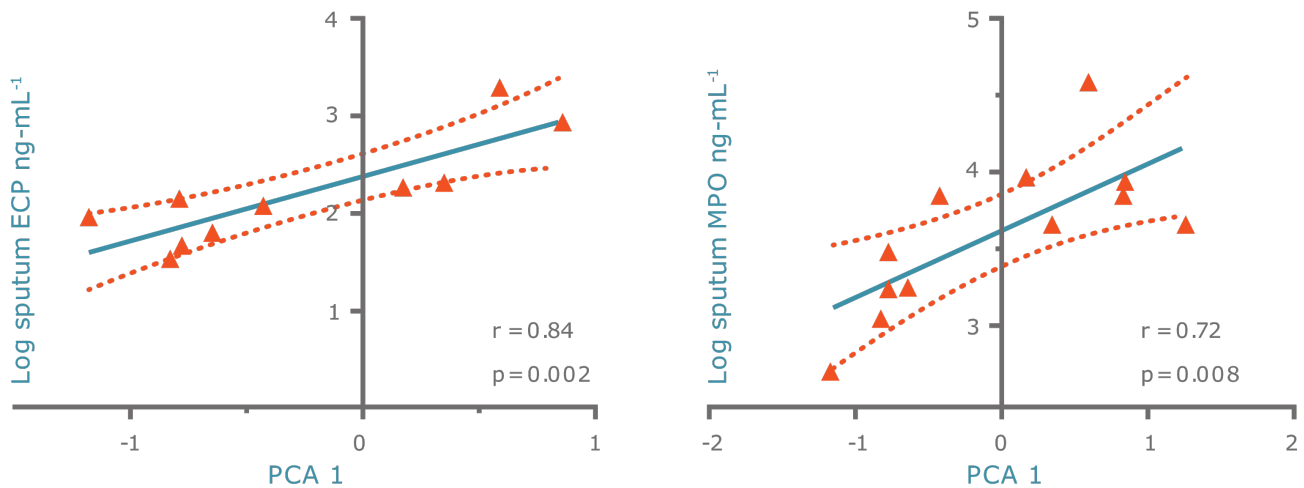 4
3
2
1
Log sputum ECP ng-mL⁻¹
r=0.84
p=0.002
-1
0
1
PCA 1
5
4
3
Log sputum MPO ng-mL⁻¹
r=0.72
p=0.008
-2
-1
0
1
2
PCA 1